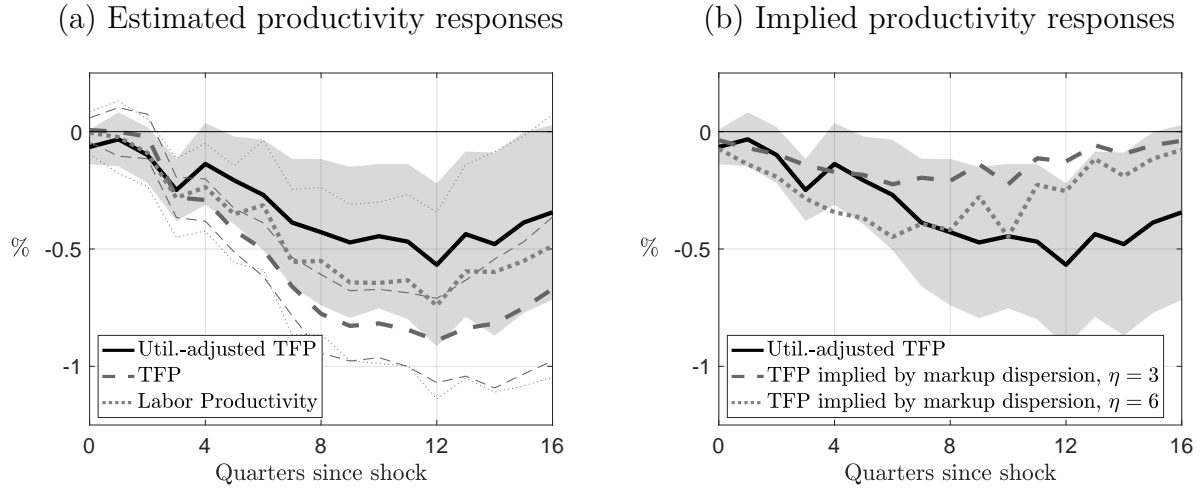 (a) Estimated productivity responses
0
-0.5
-1
%
0 4 8 12 16
Quarters since shock
Util.-adjusted TFP
TFP
Labor Productivity
(b) Implied productivity responses
0
-0.5
-1
%
0 4 8 12 16
Quarters since shock
Util.-adjusted TFP
TFP implied by markup dispersion, η = 3
TFP implied by markup dispersion, η = 6